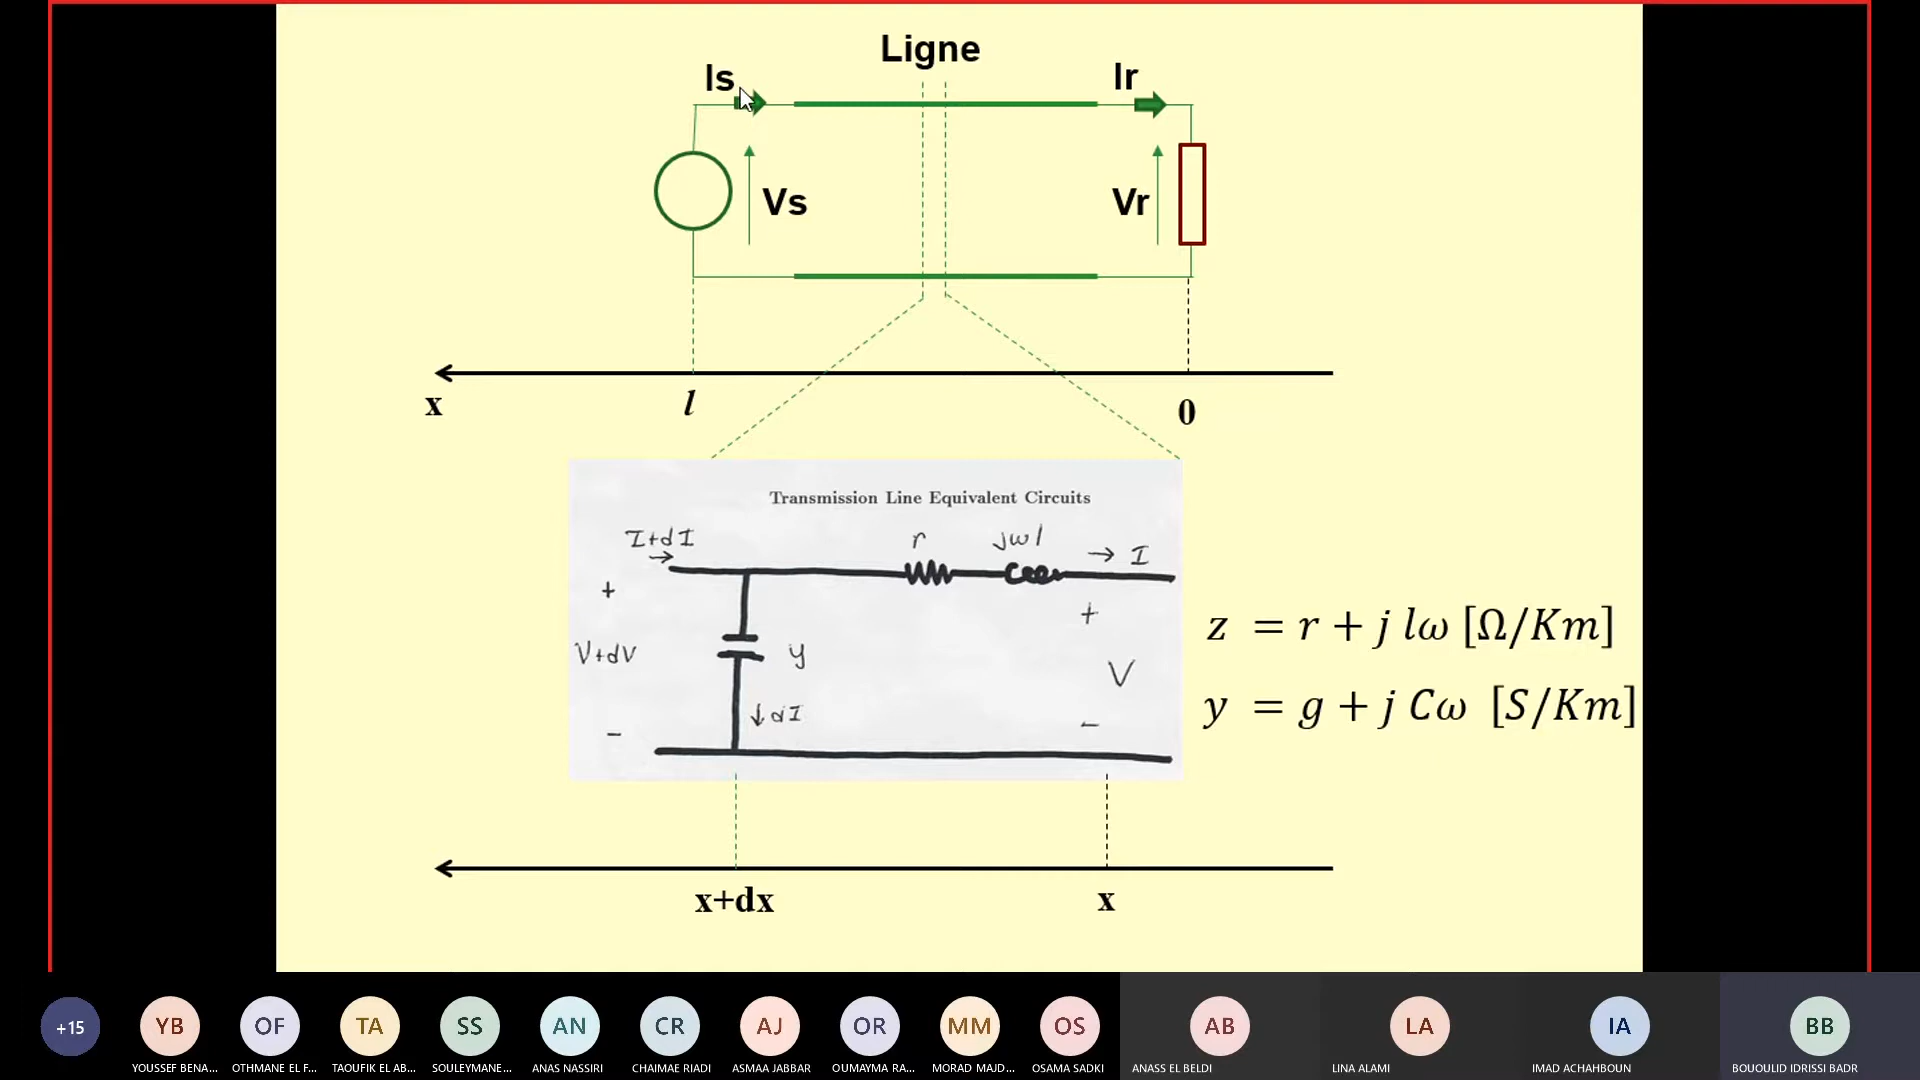 Ligne
Is
Ir
Vs
Vr
x
l
0
Transmission Line Equivalent Circuits
I+dI
r
jwl
I
+
+
V+dV
y
V
dI
-
-
z = r + j lω [Ω/Km]
y = g + j Cω [S/Km]
x+dx
x
+15
YB
OF
TA
SS
AN
CR
AJ
OR
MM
OS
AB
LA
IA
BB
YOUSSEF BENA...
OTHMANE EL F...
TAOUFIK EL AB...
SOULEYMANE...
ANAS NASSIRI
CHAIMAE RIADI
ASMAA JABBAR
OUMAYMA RA...
MORAD MAJD...
OSAMA SADKI
ANASS EL BELDI
LINA ALAMI
IMAD ACHAHBOUN
BOUOULID IDRISSI BADR